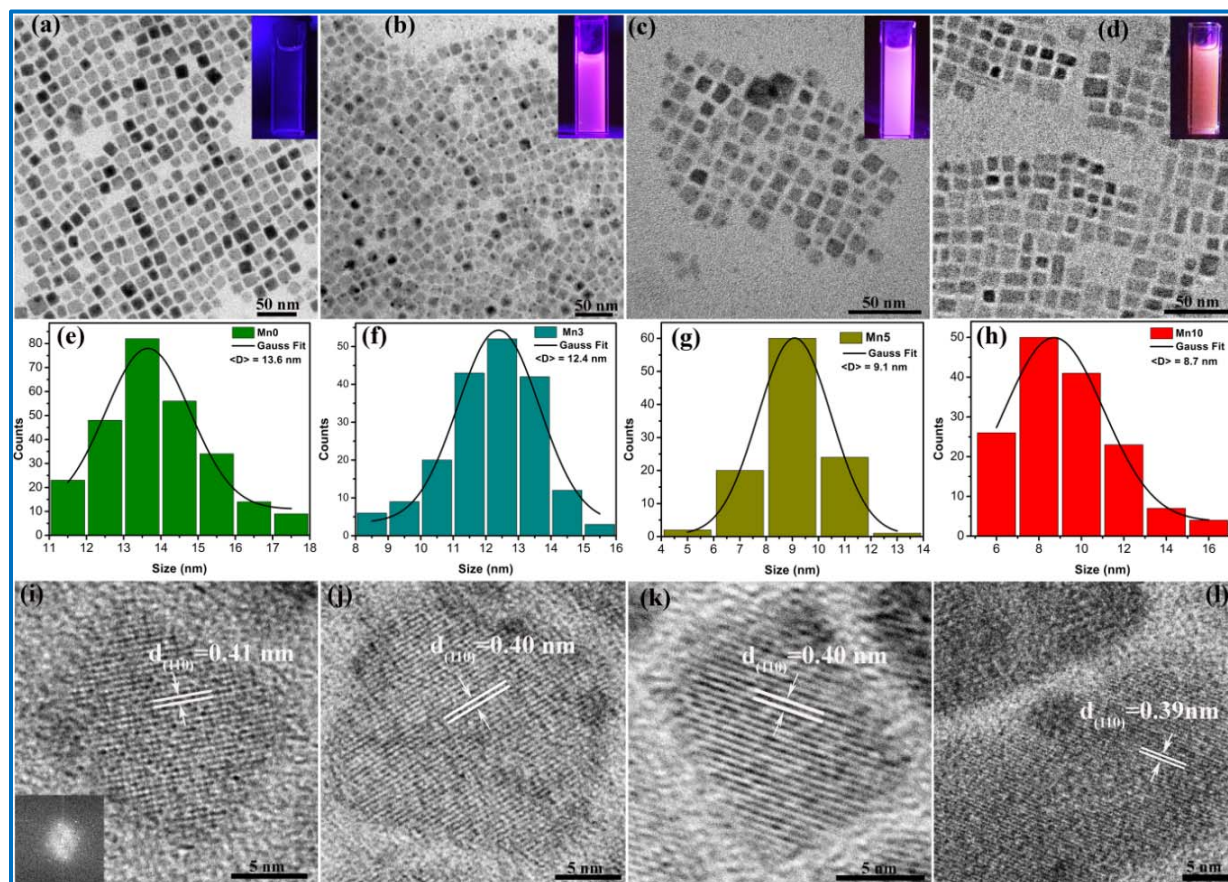 (a)
(b)
(c)
(d)
50 nm
50 nm
50 nm
50 nm
(e)
Mn0
Gauss Fit
<D> = 13.6 nm
80
70
60
50
40
30
20
10
0
Counts
11 12 13 14 15 16 17 18
Size (nm)
(f)
Mn3
Gauss Fit
<D> = 12.4 nm
50
40
30
20
10
0
Counts
8 9 10 11 12 13 14 15 16
Size (nm)
(g)
Mn5
Gauss Fit
<D> = 9.1 nm
60
50
40
30
20
10
0
Counts
4 5 6 7 8 9 10 11 12 13 14
Size (nm)
(h)
Mn10
Gauss Fit
<D> = 8.7 nm
50
40
30
20
10
0
Counts
6 8 10 12 14 16
Size (nm)
(i)
d(110)=0.41 nm
5 nm
(j)
d(110)=0.40 nm
5 nm
(k)
d(110)=0.40 nm
5 nm
(l)
d(110)=0.39nm
5 nm